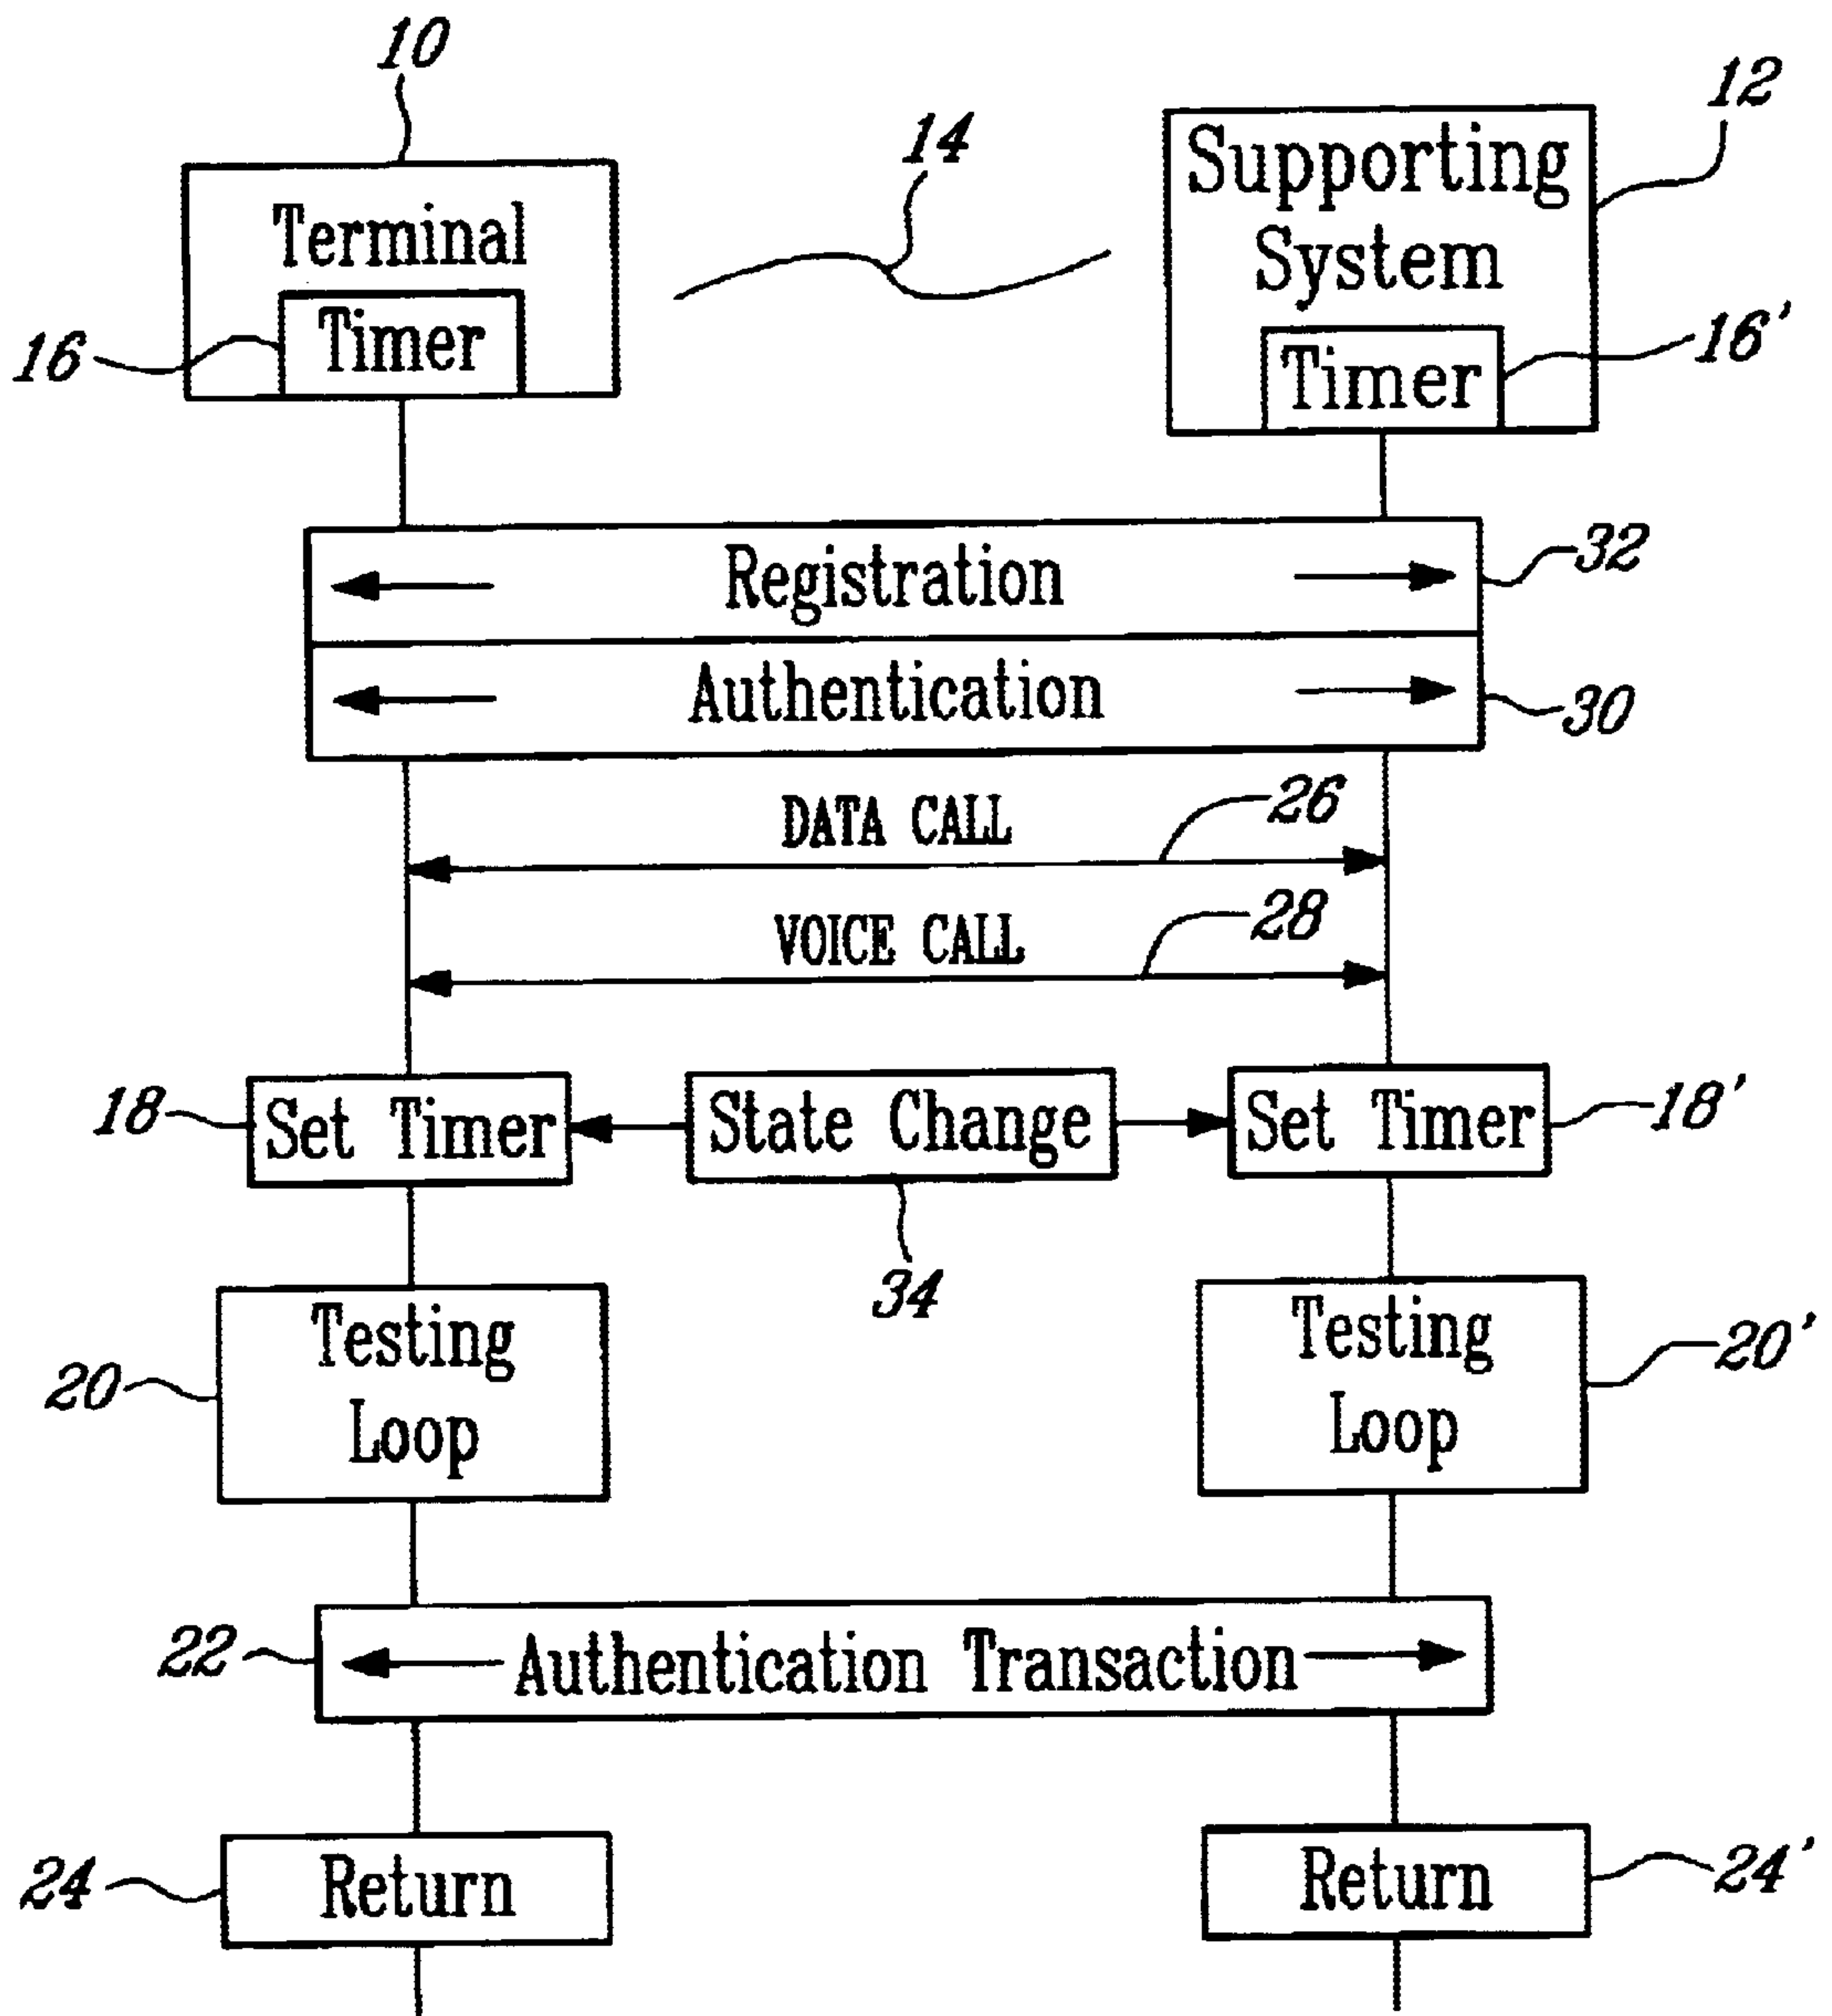 10
12
14
Supporting
System
Terminal
Timer
16
Timer
16'
Registration
32
Authentication
30
DATA CALL
26
VOICE CALL
28
18
Set Timer
State Change
Set Timer
18'
34
Testing
Loop
20
Testing
Loop
20'
22
Authentication Transaction
24
Return
Return
24'